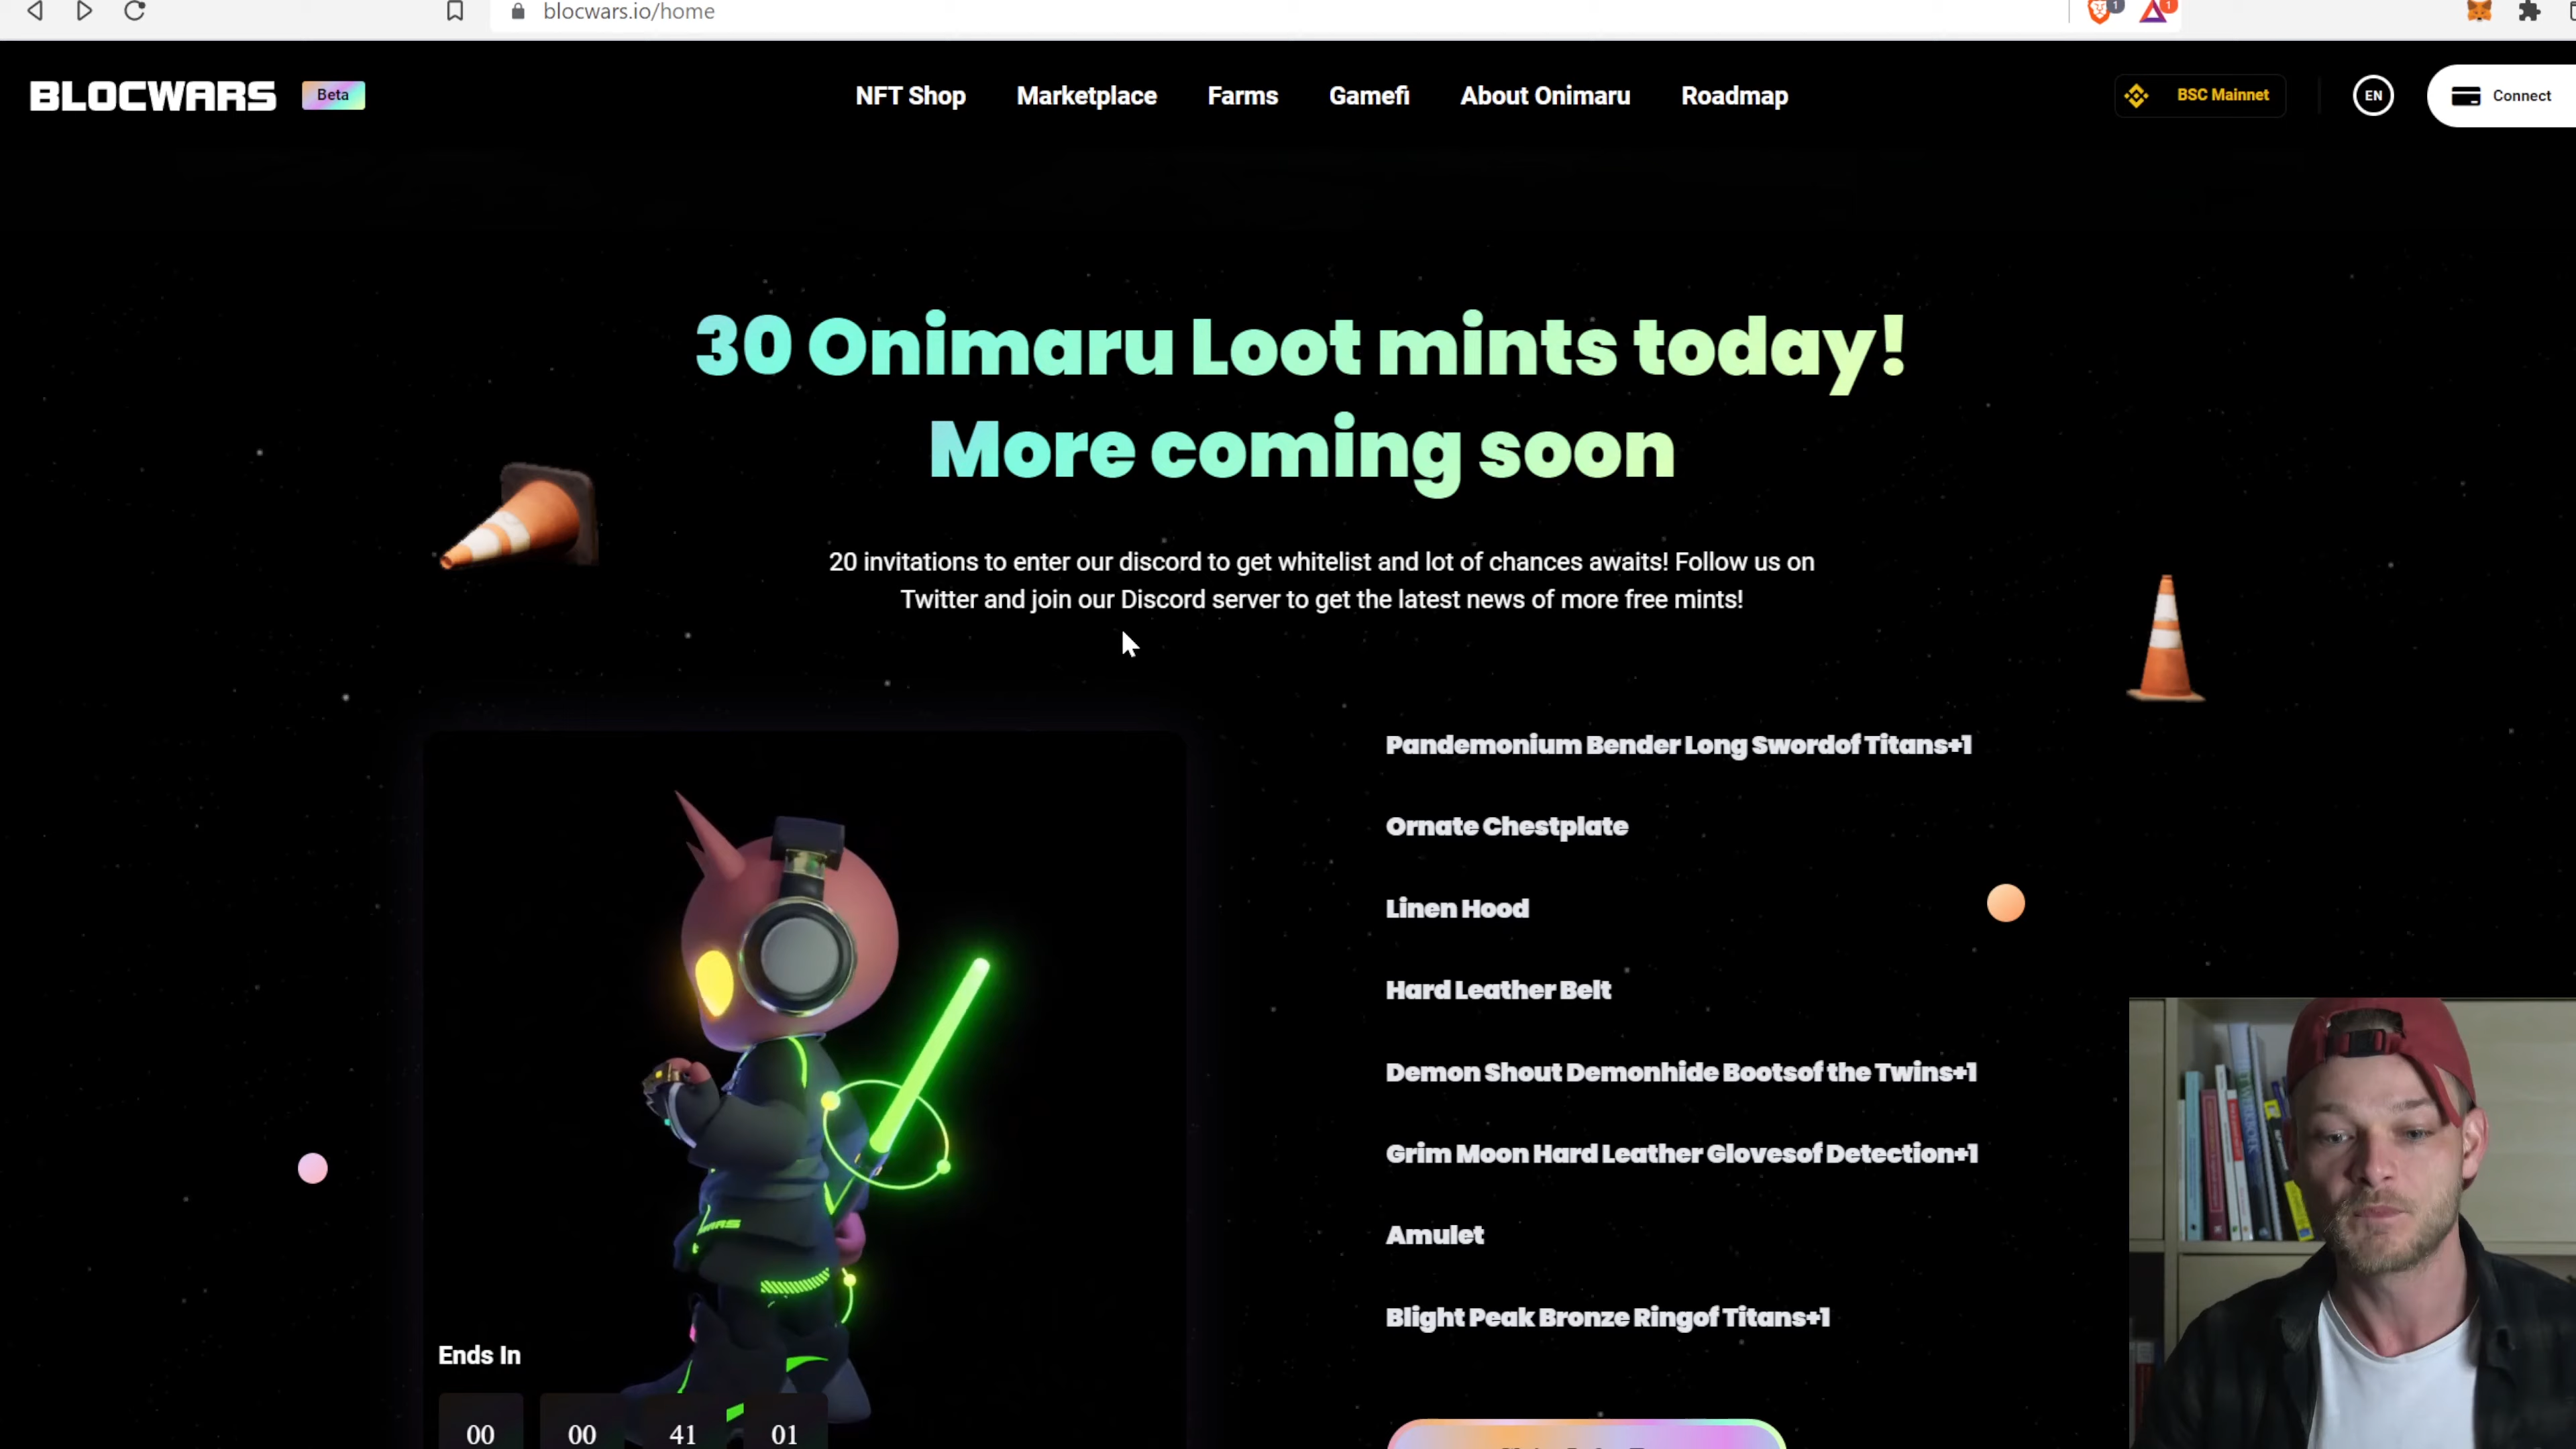 blocwars.io/home
1
1
BLOCWARS
Beta
NFT Shop
Marketplace
Farms
Gamefi
About Onimaru
Roadmap
BSC Mainnet
EN
Connect
30 Onimaru Loot mints today!
More coming soon
20 invitations to enter our discord to get whitelist and lot of chances awaits! Follow us on
Twitter and join our Discord server to get the latest news of more free mints!
Pandemonium Bender Long Swordof Titans+1
Ornate Chestplate
Linen Hood
Hard Leather Belt
Demon Shout Demonhide Bootsof the Twins+1
Grim Moon Hard Leather Glovesof Detection+1
Amulet
Blight Peak Bronze Ringof Titans+1
Ends In
00
00
41
01